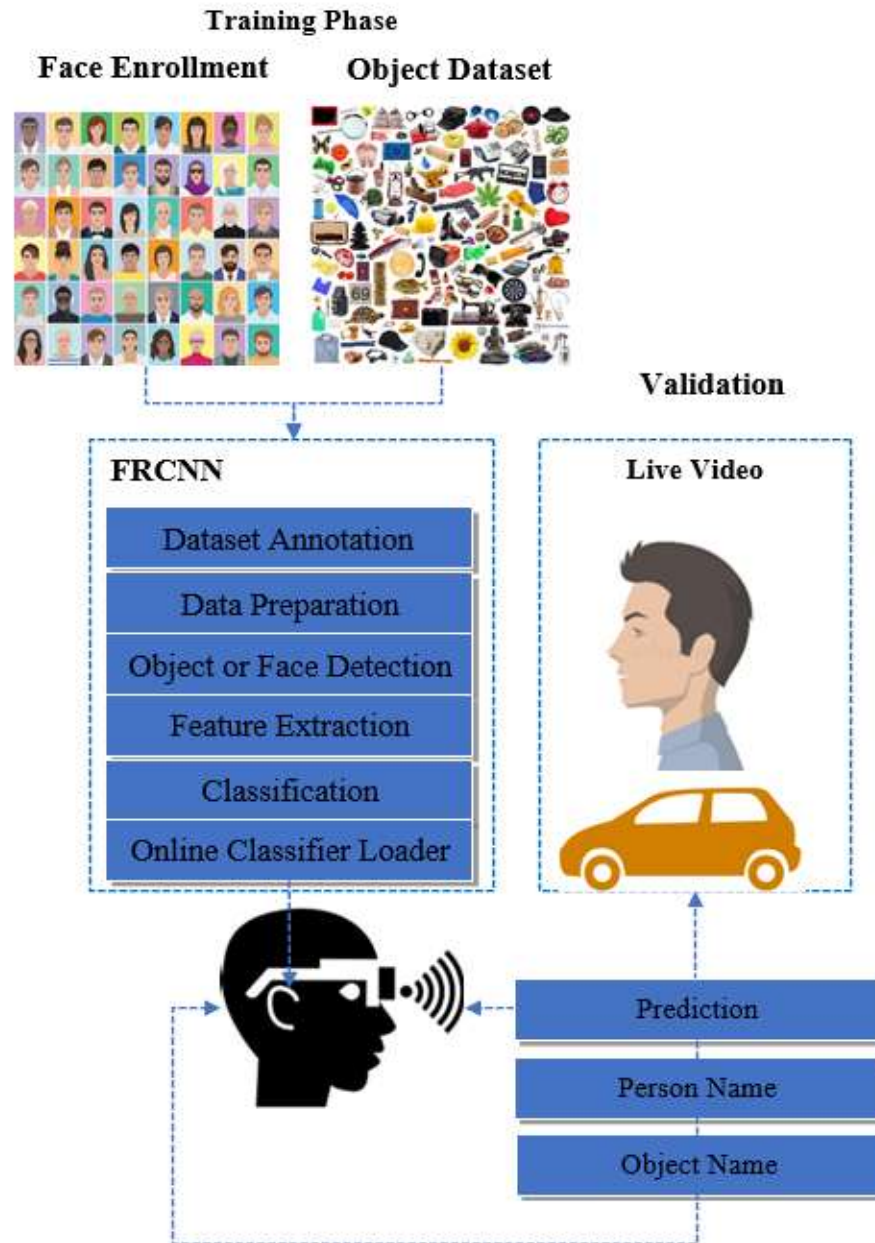 Training Phase
Face Enrollment
Object Dataset
69
Validation
FRCNN
Dataset Annotation
Data Preparation
Object or Face Detection
Feature Extraction
Classification
Online Classifier Loader
Live Video
Prediction
Person Name
Object Name